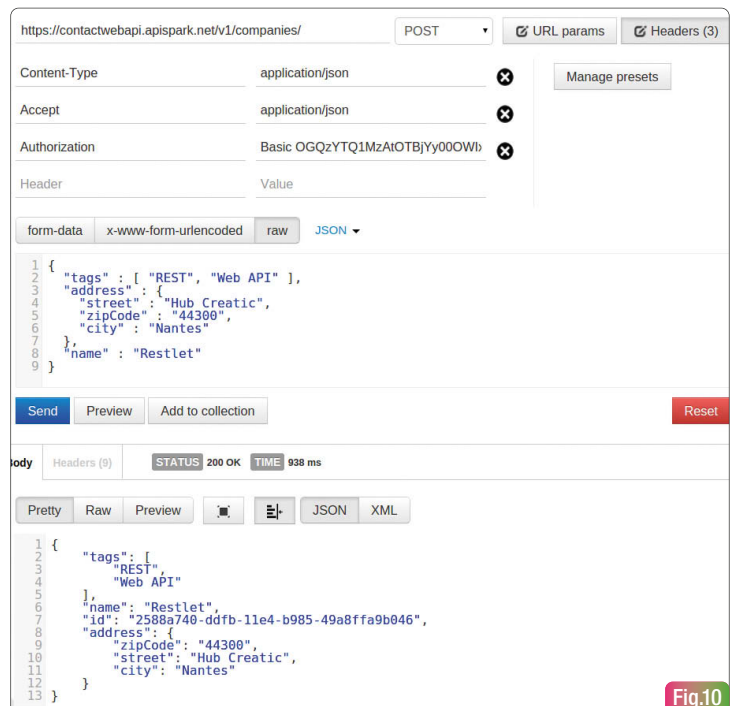 https://contactwebapi.apispark.net/v1/companies/ POST URL params Headers (3)
Content-Type application/json Manage presets
Accept application/json
Authorization Basic OGQzYTQ1MzAtOTBjYy00OWIx
Header Value
form-data x-www-form-urlencoded raw JSON
1 {
2 "tags" : [ "REST", "Web API" ],
3 "address" : {
4 "street" : "Hub Creatic",
5 "zipCode" : "44300",
6 "city" : "Nantes"
7 },
8 "name" : "Restlet"
9 }
Send Preview Add to collection Reset
Body Headers (9) STATUS 200 OK TIME 938 ms
Pretty Raw Preview JSON XML
1 {
2 "tags": [
3 "REST",
4 "Web API"
5 ],
6 "name": "Restlet",
7 "id": "2588a740-ddfb-11e4-b985-49a8ffa9b046",
8 "address": {
9 "zipCode": "44300",
10 "street": "Hub Creatic",
11 "city": "Nantes"
12 }
13 }
Fig.10